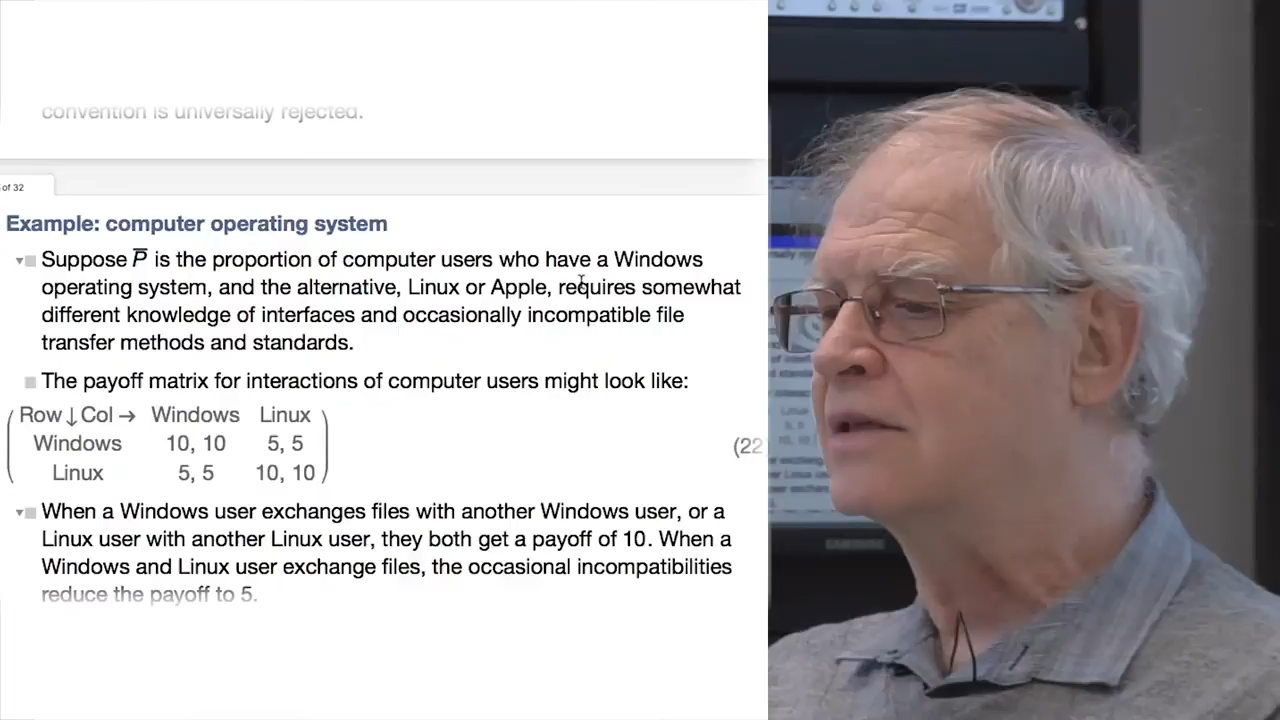 convention is universally rejected.
of 32
Example: computer operating system
Suppose P̅ is the proportion of computer users who have a Windows
operating system, and the alternative, Linux or Apple, requires somewhat
different knowledge of interfaces and occasionally incompatible file
transfer methods and standards.
The payoff matrix for interactions of computer users might look like:
Row ↓ Col → Windows Linux
Windows 10, 10 5, 5
Linux 5, 5 10, 10
(22
When a Windows user exchanges files with another Windows user, or a
Linux user with another Linux user, they both get a payoff of 10. When a
Windows and Linux user exchange files, the occasional incompatibilities
reduce the payoff to 5.